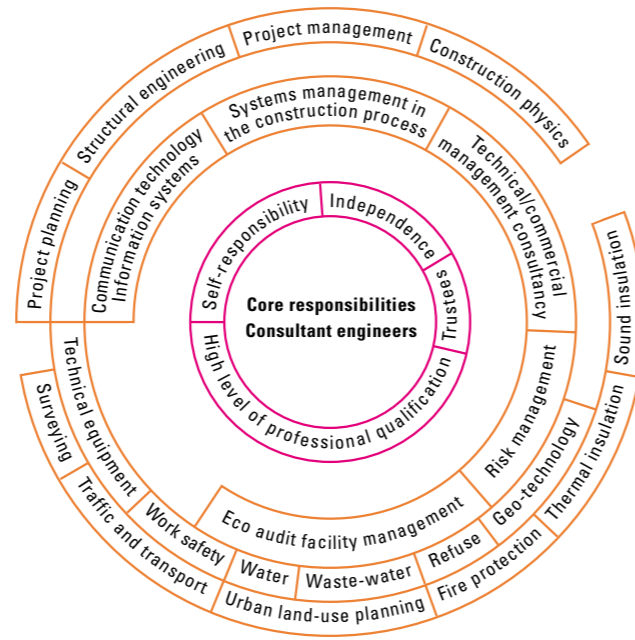 Project planning
Structural engineering
Project management
Construction physics
Communication technology
Information systems
Systems management in
the construction process
Technical/commercial
management consultancy
Self-responsibility
Independence
Trustees
High level of professional qualification
Core responsibilities
Consultant engineers
Sound insulation
Thermal insulation
Fire protection
Urban land-use planning
Traffic and transport
Surveying
Technical equipment
Work safety
Water
Waste-water
Refuse
Geo-technology
Risk management
Eco audit facility management